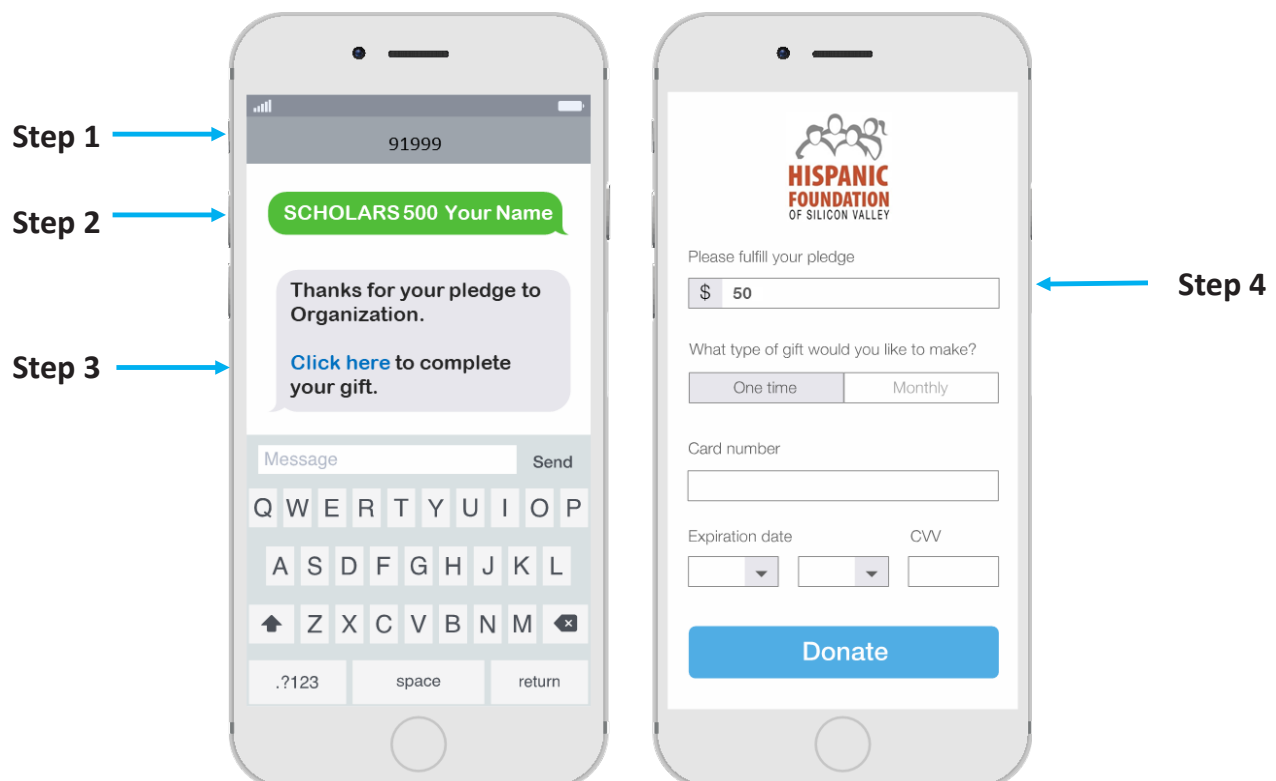 Step 1
91999
Step 2
SCHOLARS 500 Your Name
Thanks for your pledge to
Organization.
Step 3
Click here to complete
your gift.
Message
Send
Q W E R T Y U I O P
A S D F G H J K L
Z X C V B N M
.?123
space
return
HISPANIC
FOUNDATION
OF SILICON VALLEY
Please fulfill your pledge
$ 50
Step 4
What type of gift would you like to make?
One time
Monthly
Card number
Expiration date
CVV
Donate